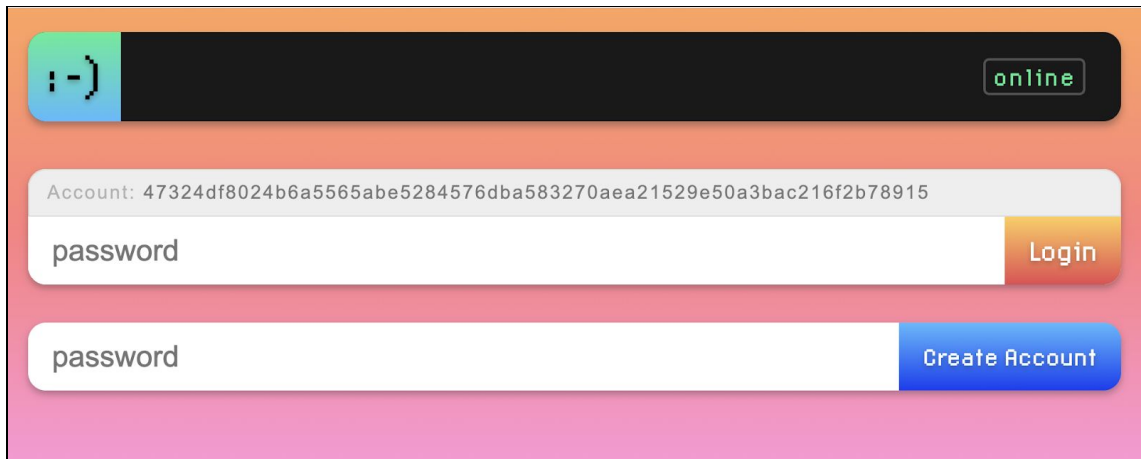 :-)
online
Account: 47324df8024b6a5565abe5284576dba583270aea21529e50a3bac216f2b78915
password
Login
password
Create Account